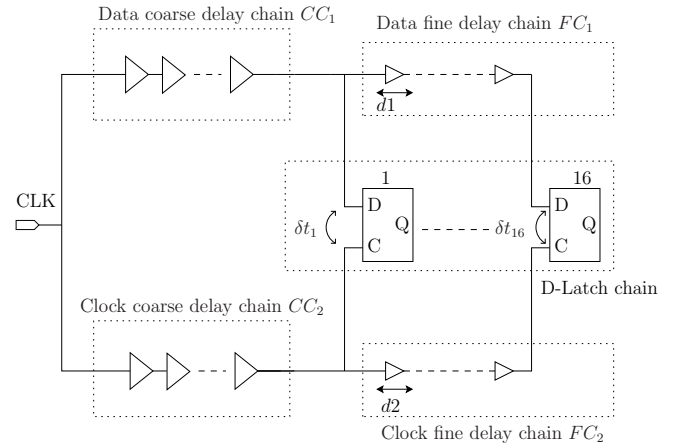 Data coarse delay chain CC₁
Data fine delay chain FC₁
d1
CLK
1
16
D
Q
C
δt₁
D
Q
C
δt₁₆
D-Latch chain
Clock coarse delay chain CC₂
d2
Clock fine delay chain FC₂